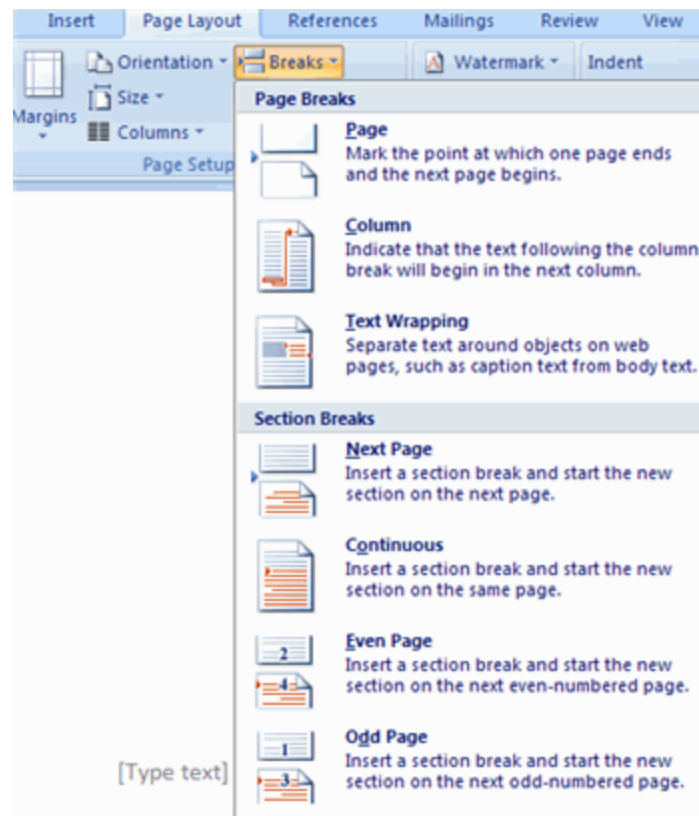 Insert Page Layout References Mailings Review View
Orientation Breaks Watermark Indent
Size
Margins
Columns
Page Setup
Page Breaks
Page
Mark the point at which one page ends
and the next page begins.
Column
Indicate that the text following the column
break will begin in the next column.
Text Wrapping
Separate text around objects on web
pages, such as caption text from body text.
Section Breaks
Next Page
Insert a section break and start the new
section on the next page.
Continuous
Insert a section break and start the new
section on the same page.
2
Even Page
Insert a section break and start the new
4
section on the next even-numbered page.
1
Odd Page
Insert a section break and start the new
3
section on the next odd-numbered page.
[Type text]